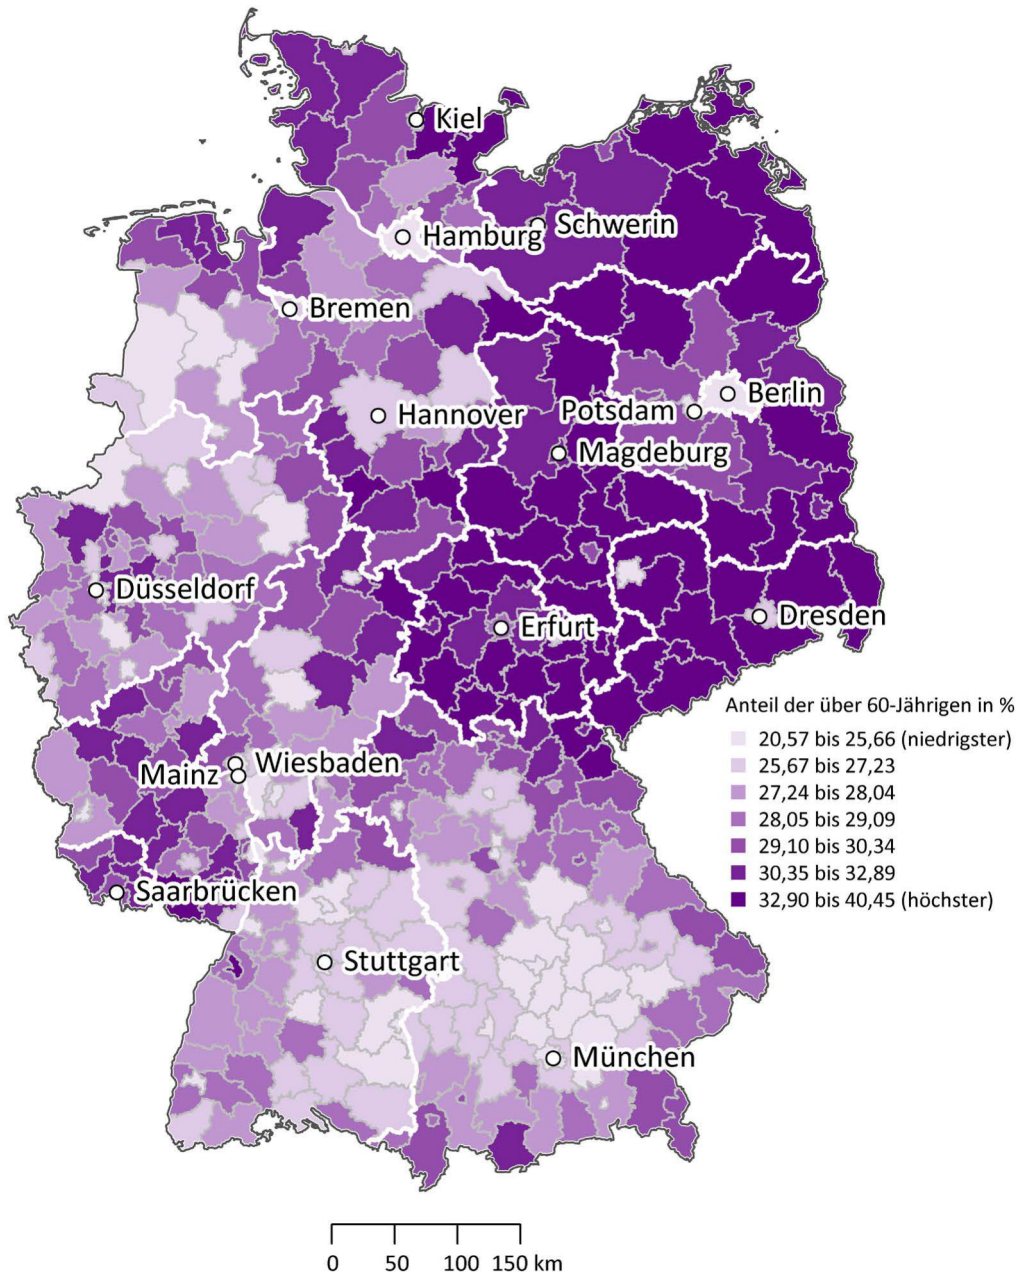 Kiel
Schwerin
Hamburg
Bremen
Berlin
Hannover
Potsdam
Magdeburg
Düsseldorf
Dresden
Erfurt
Anteil der über 60-Jährigen in %
20,57 bis 25,66 (niedrigster)
25,67 bis 27,23
27,24 bis 28,04
28,05 bis 29,09
29,10 bis 30,34
30,35 bis 32,89
32,90 bis 40,45 (höchster)
Wiesbaden
Mainz
Saarbrücken
Stuttgart
München
0 50 100 150 km